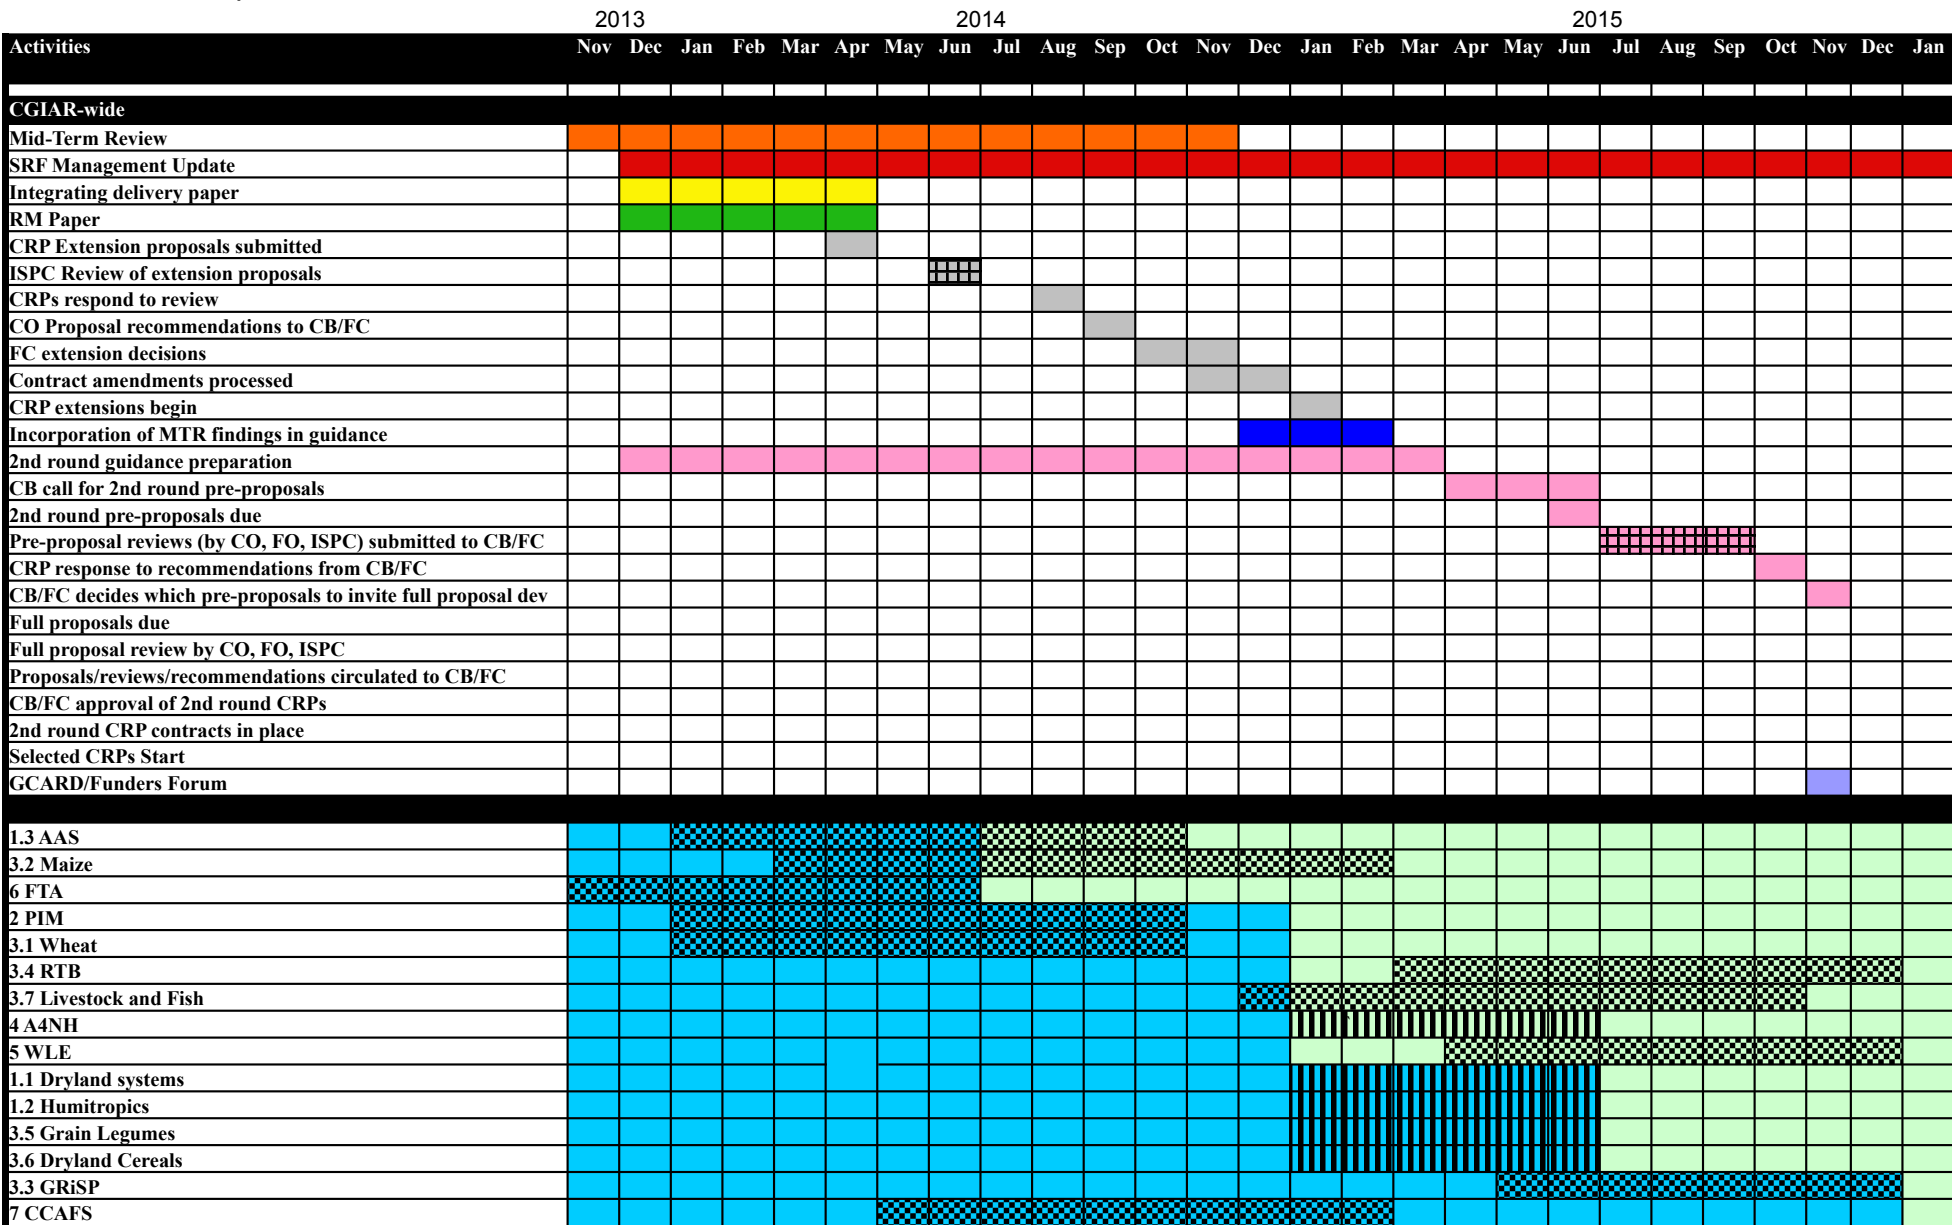 2013 2014 2015
Activities Nov Dec Jan Feb Mar Apr May Jun Jul Aug Sep Oct Nov Dec Jan Feb Mar Apr May Jun Jul Aug Sep Oct Nov Dec Jan
CGIAR-wide
Mid-Term Review
SRF Management Update
Integrating delivery paper
RM Paper
CRP Extension proposals submitted
ISPC Review of extension proposals
CRPs respond to review
CO Proposal recommendations to CB/FC
FC extension decisions
Contract amendments processed
CRP extensions begin
Incorporation of MTR findings in guidance
2nd round guidance preparation
CB call for 2nd round pre-proposals
2nd round pre-proposals due
Pre-proposal reviews (by CO, FO, ISPC) submitted to CB/FC
CRP response to recommendations from CB/FC
CB/FC decides which pre-proposals to invite full proposal dev
Full proposals due
Full proposal review by CO, FO, ISPC
Proposals/reviews/recommendations circulated to CB/FC
CB/FC approval of 2nd round CRPs
2nd round CRP contracts in place
Selected CRPs Start
GCARD/Funders Forum
1.3 AAS
3.2 Maize
6 FTA
2 PIM
3.1 Wheat
3.4 RTB
3.7 Livestock and Fish
4 A4NH
5 WLE
1.1 Dryland systems
1.2 Humitropics
3.5 Grain Legumes
3.6 Dryland Cereals
3.3 GRiSP
7 CCAFS